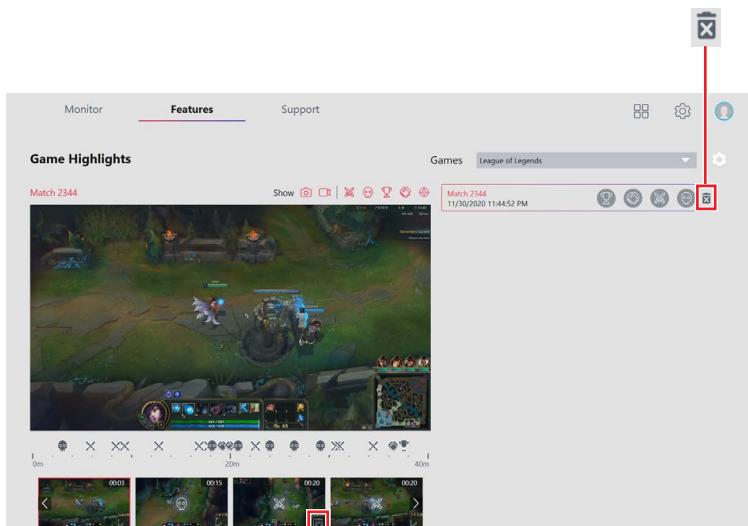 Monitor
Features
Support
Game Highlights
Games
League of Legends
Match 2344
Show
Match 2344
11/30/2020 11:44:52 PM
0m
20m
40m
00:03
00:15
00:20
00:20